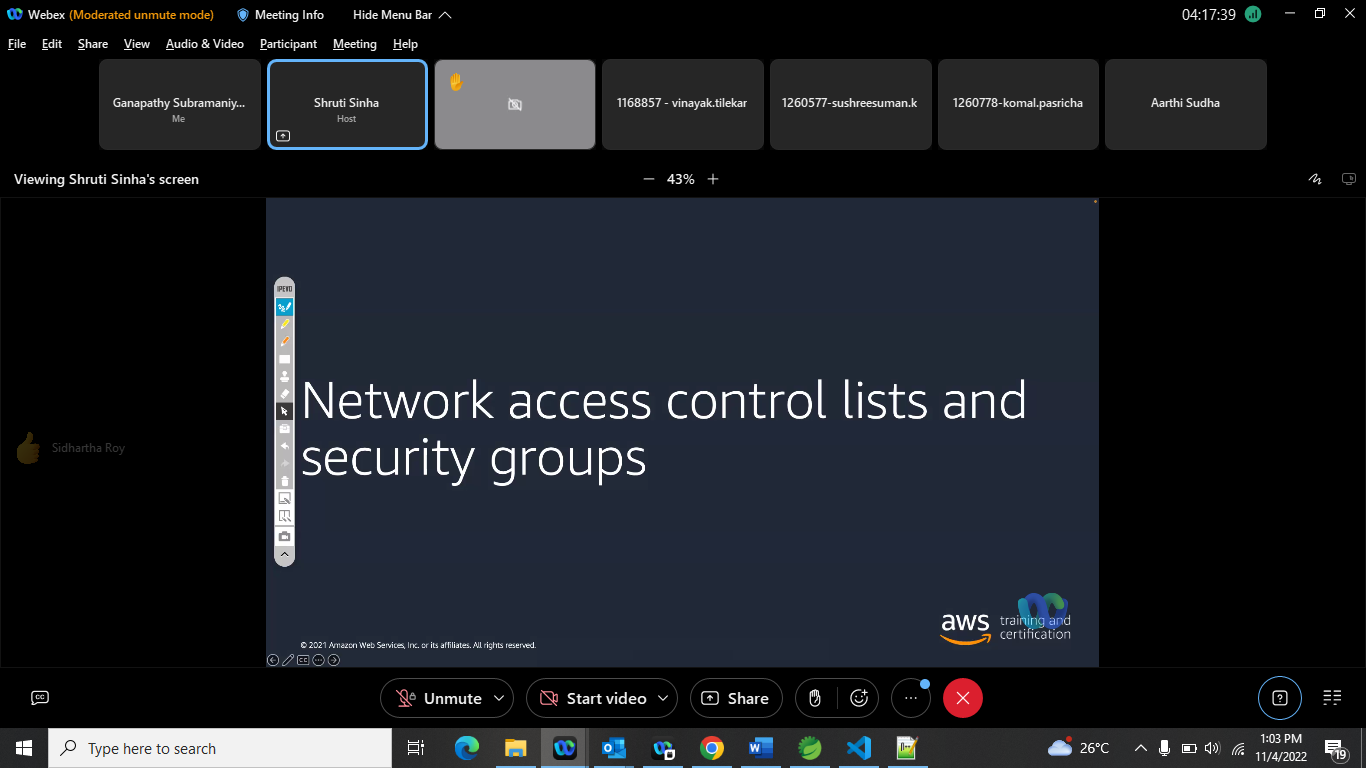 Webex (Moderated unmute mode) Meeting Info Hide Menu Bar 04:17:39
File Edit Share View Audio & Video Participant Meeting Help
Ganapathy Subramaniy...
Me
Shruti Sinha
Host
1168857 - vinayak.tilekar
1260577-sushreesuman.k
1260778-komal.pasricha
Aarthi Sudha
Viewing Shruti Sinha's screen 43%
IPEVO
Network access control lists and
security groups
Sidhartha Roy
aws training and
certification
© 2021 Amazon Web Services, Inc. or its affiliates. All rights reserved.
CC
CC Unmute Start video Share
Type here to search
26°C
1:03 PM
11/4/2022
19